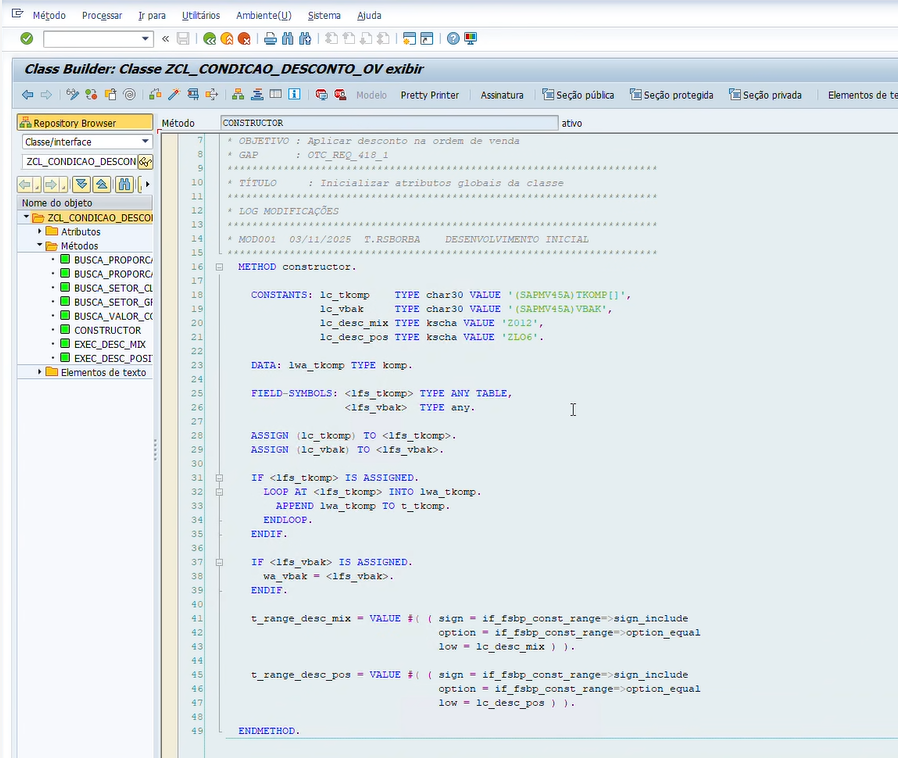 Método Processar Ir para Utilitários Ambiente(U) Sistema Ajuda
Class Builder: Classe ZCL_CONDICAO_DESCONTO_OV exibir
Modelo Pretty Printer Assinatura Seção pública Seção protegida Seção privada Elementos de te
Repository Browser
Classe/interface
ZCL_CONDICAO_DESCON
Nome do objeto
ZCL_CONDICAO_DESCO
Atributos
Métodos
BUSCA_PROPORCA
BUSCA_PROPORCA
BUSCA_SETOR_CL
BUSCA_SETOR_GR
BUSCA_VALOR_CO
CONSTRUCTOR
EXEC_DESC_MIX
EXEC_DESC_POSI
Elementos de texto
Método CONSTRUCTOR ativo
7 * OBJETIVO : Aplicar desconto na ordem de venda
8 * GAP : OTC_REQ_418_1
9 ********************************************************************
10 * TÍTULO : Inicializar atributos globais da classe
11 ********************************************************************
12 * LOG MODIFICAÇÕES
13 ********************************************************************
14 * MOD001 03/11/2025 T.RSBORBA DESENVOLVIMENTO INICIAL
15 ********************************************************************
16 METHOD constructor.
17
18 CONSTANTS: lc_tkomp TYPE char30 VALUE '(SAPMV45A)TKOMP[]',
19 lc_vbak TYPE char30 VALUE '(SAPMV45A)VBAK',
20 lc_desc_mix TYPE kscha VALUE 'Z012',
21 lc_desc_pos TYPE kscha VALUE 'ZLO6'.
22
23 DATA: lwa_tkomp TYPE komp.
24
25 FIELD-SYMBOLS: <lfs_tkomp> TYPE ANY TABLE,
26 <lfs_vbak> TYPE any.
27
28 ASSIGN (lc_tkomp) TO <lfs_tkomp>.
29 ASSIGN (lc_vbak) TO <lfs_vbak>.
30
31 IF <lfs_tkomp> IS ASSIGNED.
32 LOOP AT <lfs_tkomp> INTO lwa_tkomp.
33 APPEND lwa_tkomp TO t_tkomp.
34 ENDLOOP.
35 ENDIF.
36
37 IF <lfs_vbak> IS ASSIGNED.
38 wa_vbak = <lfs_vbak>.
39 ENDIF.
40
41 t_range_desc_mix = VALUE #( ( sign = if_fsbp_const_range=>sign_include
42 option = if_fsbp_const_range=>option_equal
43 low = lc_desc_mix ) ).
44
45 t_range_desc_pos = VALUE #( ( sign = if_fsbp_const_range=>sign_include
46 option = if_fsbp_const_range=>option_equal
47 low = lc_desc_pos ) ).
48
49 ENDMETHOD.